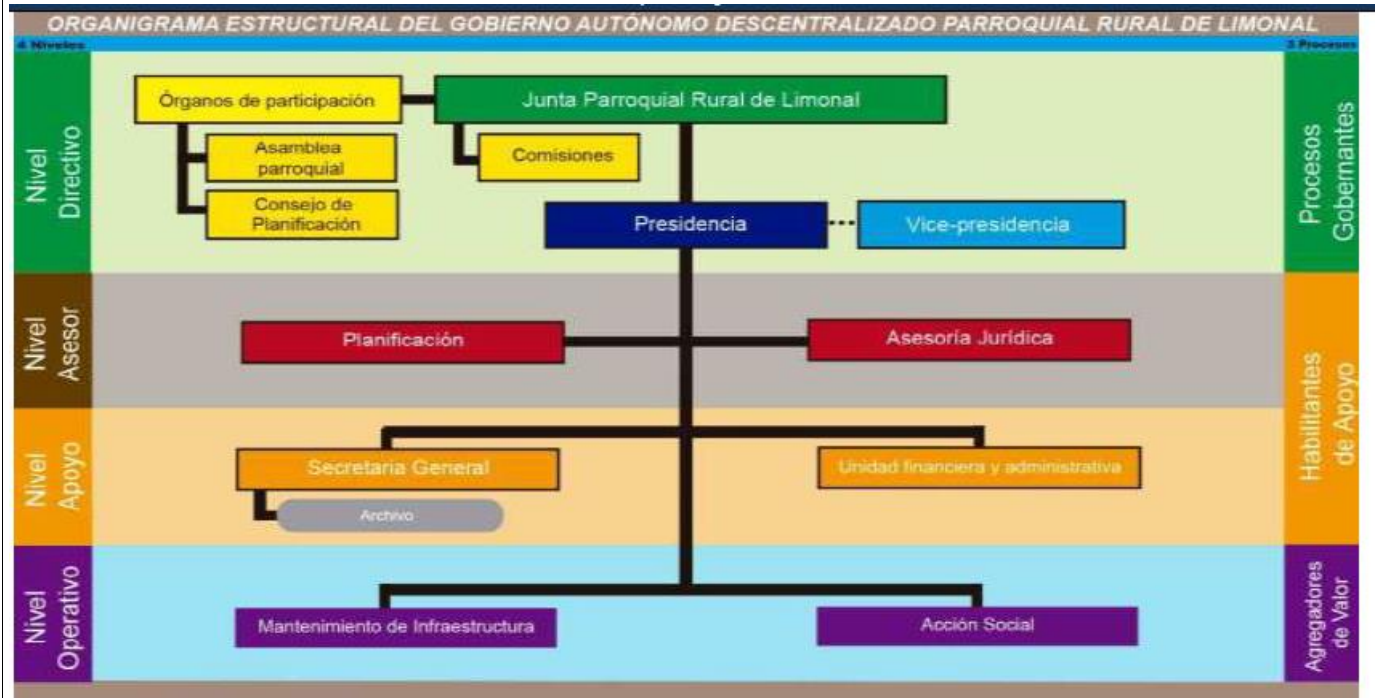 ORGANIGRAMA ESTRUCTURAL DEL GOBIERNO AUTÓNOMO DESCENTRALIZADO PARROQUIAL RURAL DE LIMONAL
4 Niveles
3 Procesos
Nivel
Directivo
Órganos de participación
Junta Parroquial Rural de Limonal
Asamblea
parroquial
Comisiones
Consejo de
Planificación
Presidencia
Vice-presidencia
Procesos
Gobernantes
Nivel
Asesor
Planificación
Asesoría Jurídica
Habilitantes
de Apoyo
Nivel
Apoyo
Secretaria General
Unidad financiera y administrativa
Archivo
Nivel
Operativo
Mantenimiento de Infraestructura
Acción Social
Agregadores
de Valor